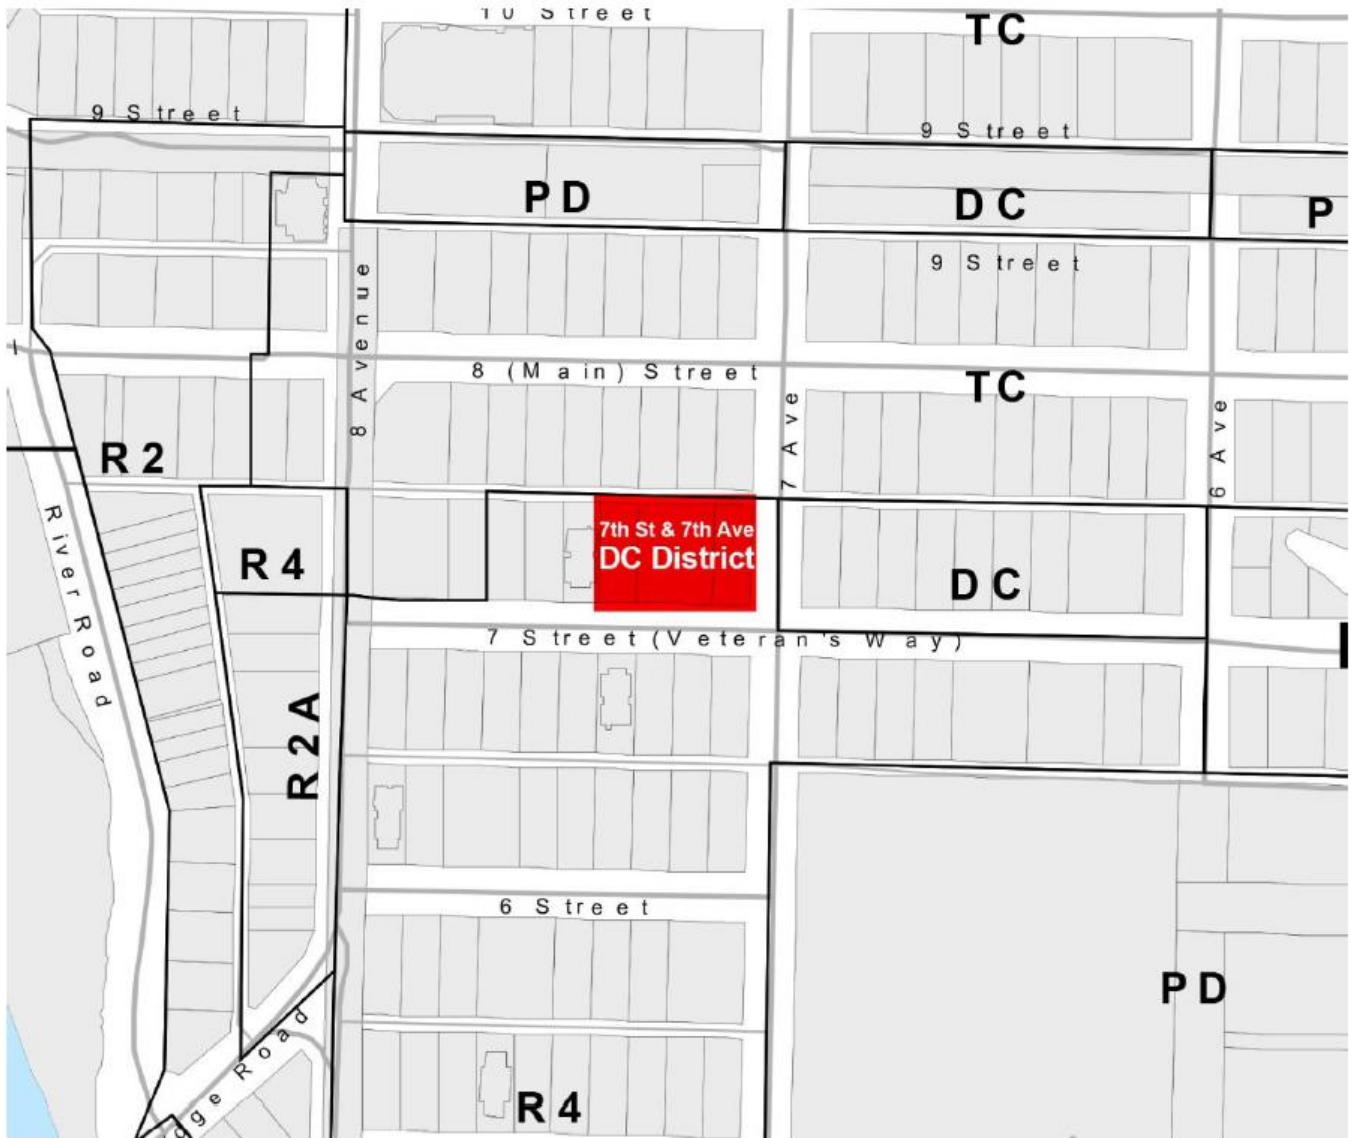 10 Street
TC
9 Street
9 Street
PD
DC
P
9 Street
8 Avenue
8 (Main) Street
TC
7 Ave
6 Ave
R2
River Road
7th St & 7th Ave
DC District
R4
DC
7 Street (Veteran's Way)
R2A
6 Street
PD
R4